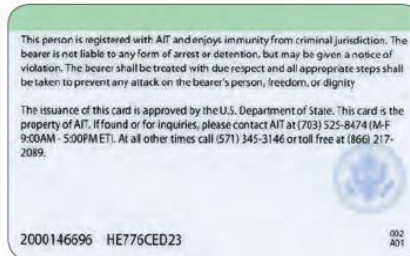 This person is registered with AIT and enjoys immunity from criminal jurisdiction. The
bearer is not liable to any form of arrest or detention, but may be given a notice of
violation. The bearer shall be treated with due respect and all appropriate steps shall
be taken to prevent any attack on the bearer's person, freedom, or dignity
The issuance of this card is approved by the U.S. Department of State. This card is the
property of AIT. If found or for inquiries, please contact AIT at (703) 525-8474 (M-F
9:00AM - 5:00PM ET). At all other times call (571) 345-3146 or toll free at (866) 217-
2089.
2000146696 HE776CED23
002
A01